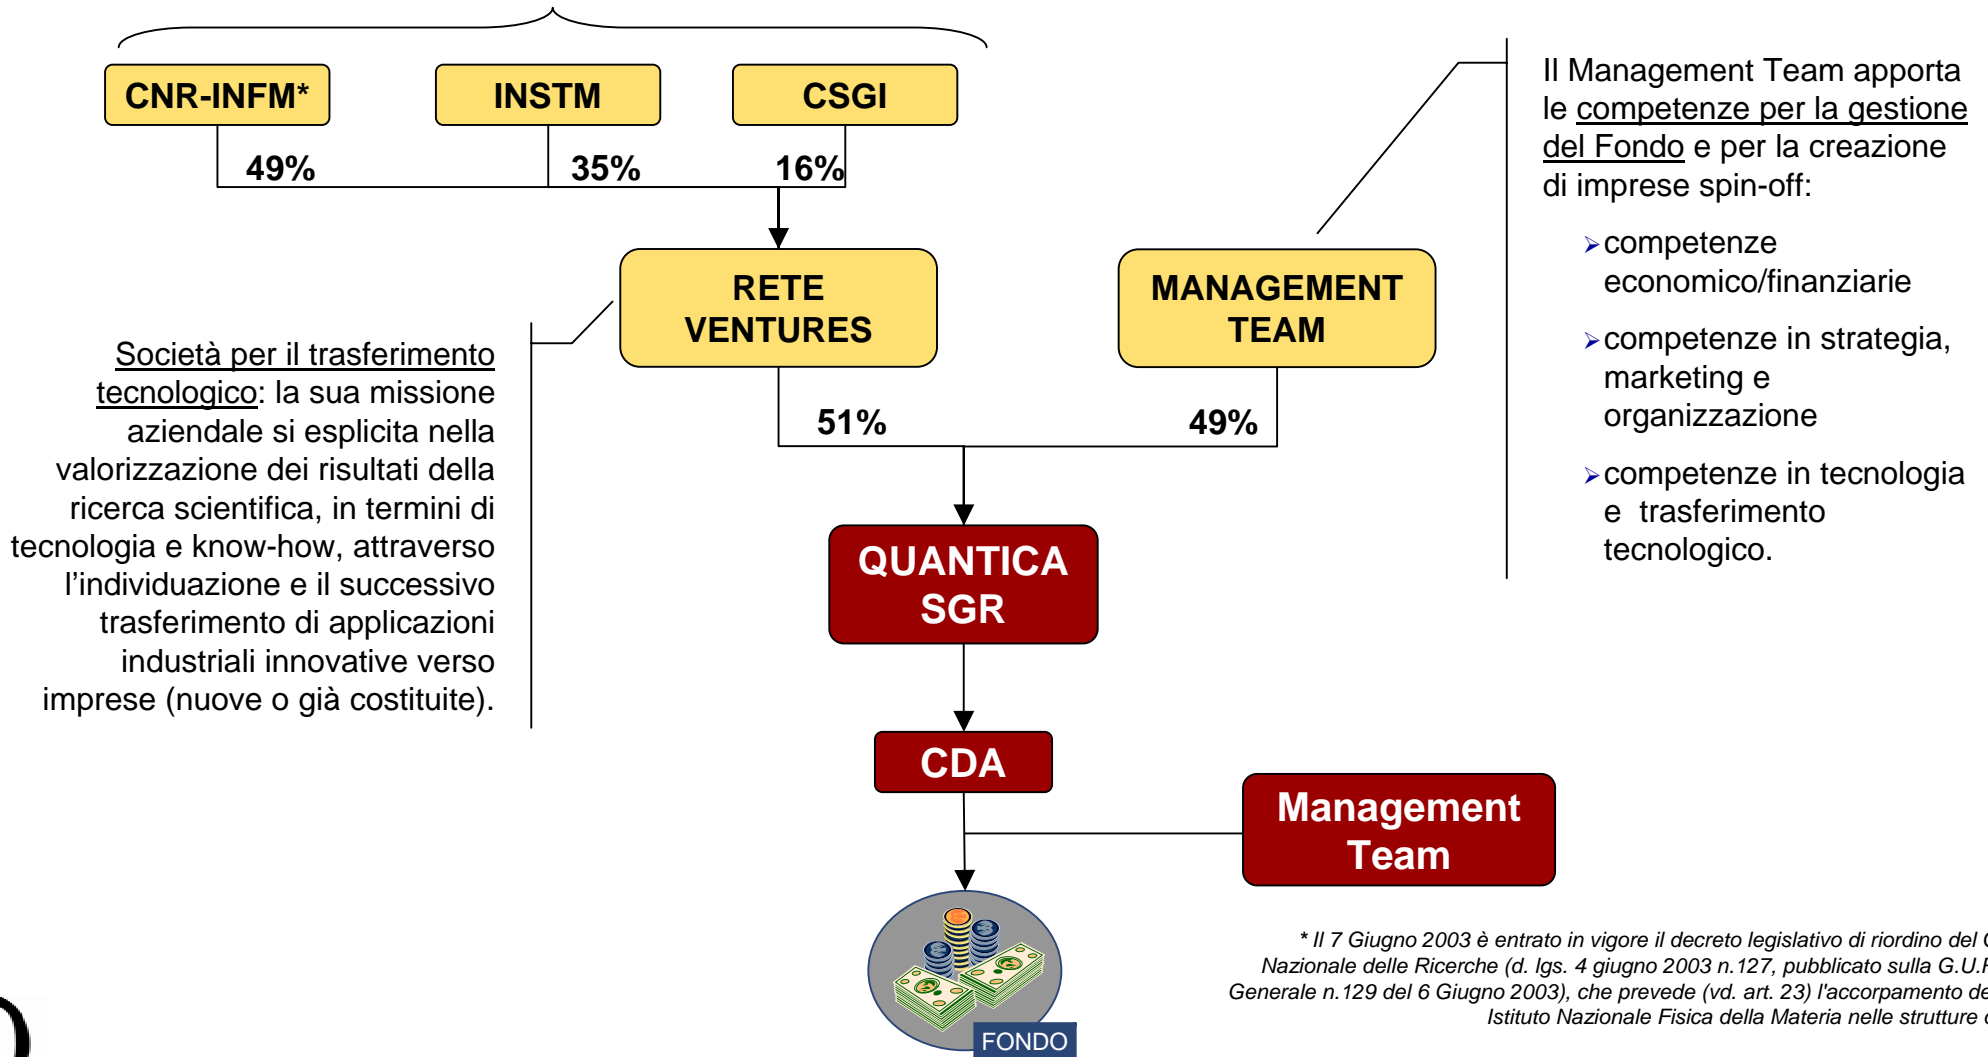 CNR-INFM*
INSTM
CSGI
49%
35%
16%
RETE
VENTURES
MANAGEMENT
TEAM
Il Management Team apporta
le competenze per la gestione
del Fondo e per la creazione
di imprese spin-off:
➢competenze
economico/finanziarie
➢competenze in strategia,
marketing e
organizzazione
➢competenze in tecnologia
e trasferimento
tecnologico.
Società per il trasferimento
tecnologico: la sua missione
aziendale si esplicita nella
valorizzazione dei risultati della
ricerca scientifica, in termini di
tecnologia e know-how, attraverso
l’individuazione e il successivo
trasferimento di applicazioni
industriali innovative verso
imprese (nuove o già costituite).
51%
49%
QUANTICA
SGR
CDA
Management
Team
FONDO
* Il 7 Giugno 2003 è entrato in vigore il decreto legislativo di riordino del
Nazionale delle Ricerche (d. lgs. 4 giugno 2003 n.127, pubblicato sulla
Generale n.129 del 6 Giugno 2003), che prevede (vd. art. 23) l'accorpamento
Istituto Nazionale Fisica della Materia nelle strutture